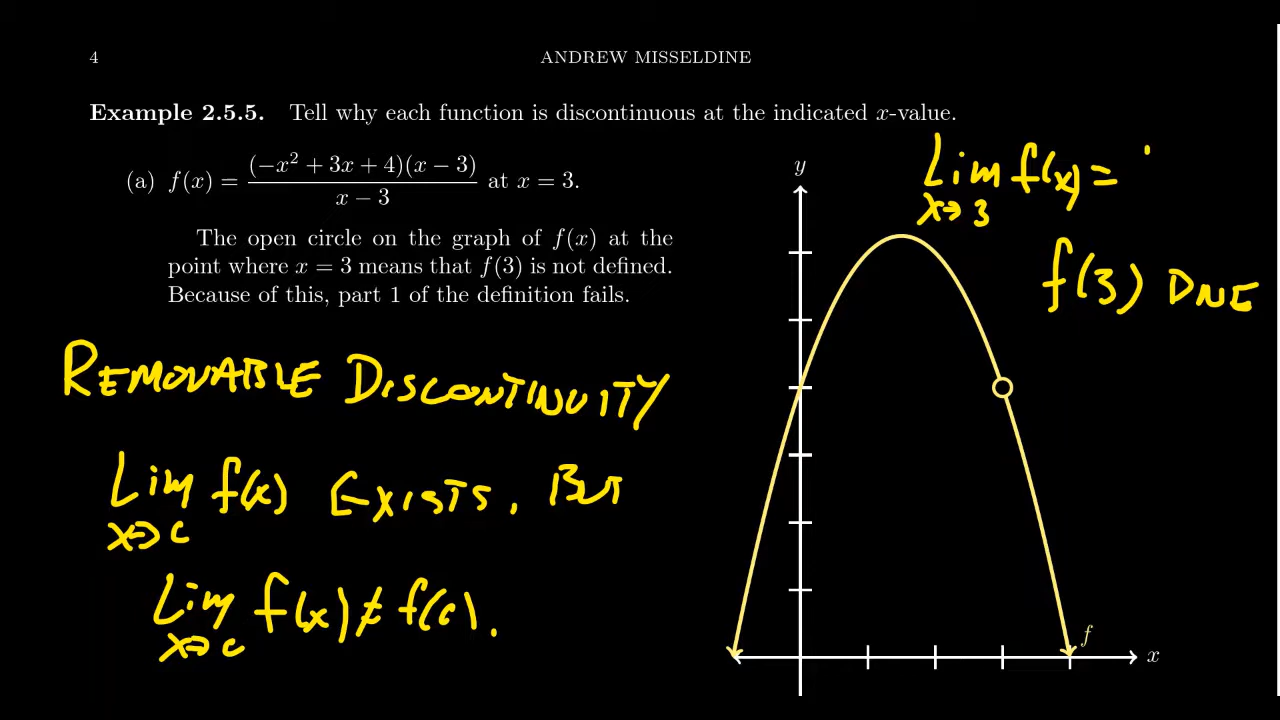 4 ANDREW MISSELDINE
Example 2.5.5. Tell why each function is discontinuous at the indicated x-value.
(a) f(x) = (−x² + 3x + 4)(x − 3) / x − 3 at x = 3.
The open circle on the graph of f(x) at the
point where x = 3 means that f(3) is not defined.
Because of this, part 1 of the definition fails.
REMOVABLE DISCONTINUITY
Lim f(x) EXISTS, BUT
x→c
Lim f(x) ≠ f(c).
x→c
y
Lim f(x) =
x→3
f(3) DNE
f
x